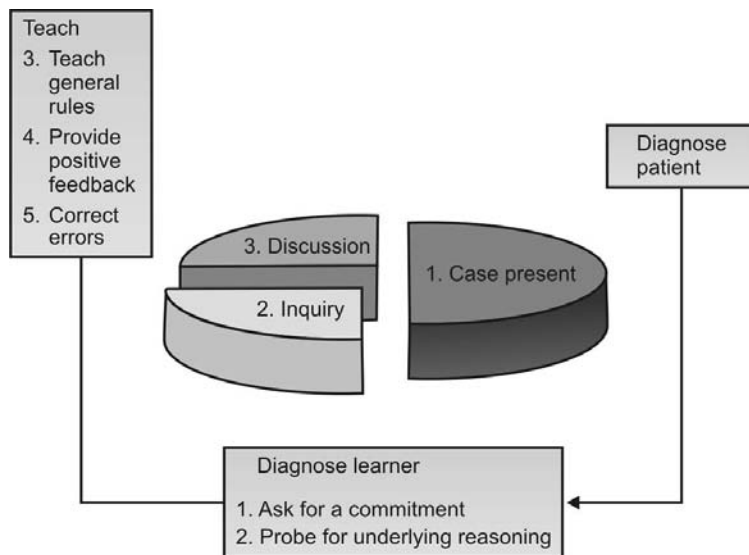 Teach
3. Teach
general
rules
4. Provide
positive
feedback
5. Correct
errors
Diagnose
patient
3. Discussion
1. Case present
2. Inquiry
Diagnose learner
1. Ask for a commitment
2. Probe for underlying reasoning